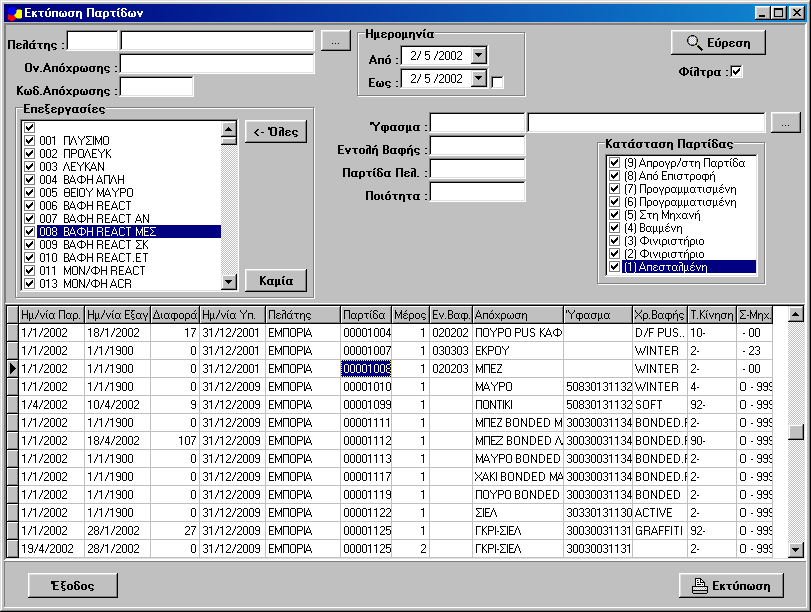 Εκτύπωση Παρτίδων
Πελάτης :
...
Ον.Απόχρωσης :
Κωδ.Απόχρωσης :
Ημερομηνία
Από : 2/ 5 /2002
Εως : 2/ 5 /2002
Εύρεση
Φίλτρα :
Επεξεργασίες
001 ΠΛΥΣΙΜΟ
002 ΠΡΟΛΕΥΚ
003 ΛΕΥΚΑΝ
004 ΒΑΦΗ ΑΠΛΗ
005 ΘΕΙΟΥ ΜΑΥΡΟ
006 ΒΑΦΗ REACT
007 ΒΑΦΗ REACT ΑΝ
008 ΒΑΦΗ REACT ΜΕΣ
009 ΒΑΦΗ REACT ΣΚ
010 ΒΑΦΗ REACT.ET
011 ΜΟΝ/ΦΗ REACT
013 ΜΟΝ/ΦΗ ACR
<- Όλες
Καμία
Ύφασμα :
...
Εντολή Βαφής :
Παρτίδα Πελ. :
Ποιότητα :
Κατάσταση Παρτίδας
(9) Απρογρ/στη Παρτίδα
(8) Από Επιστροφή
(7) Προγραμματισμένη
(6) Προγραμματισμένη
(5) Στη Μηχανή
(4) Βαμμένη
(3) Φινιριστήριο
(2) Φινιριστήριο
(1) Απεσταλμένη
Ημ/νία Παρ. Ημ/νία Εξαγ Διαφορά Ημ/νία Υπ. Πελάτης Παρτίδα Μέρος Εν.Βαφ. Απόχρωση Ύφασμα Χρ.Βαφής Τ.Κίνηση Σ-Μηχ.
1/1/2002 18/1/2002 17 31/12/2001 ΕΜΠΟΡΙΑ 00001004 1 020202 ΠΟΥΡΟ PUS ΚΑΦ D/F PUS.. 10- - 00
1/1/2002 1/1/1900 0 31/12/2001 ΕΜΠΟΡΙΑ 00001007 1 030303 ΕΚΡΟΥ WINTER 2- - 23
1/1/2002 1/1/1900 0 31/12/2001 ΕΜΠΟΡΙΑ 00001008 1 020203 ΜΠΕΖ WINTER 2- - 00
1/1/2002 1/1/1900 0 31/12/2009 ΕΜΠΟΡΙΑ 00001010 1 ΜΑΥΡΟ 50830131132 WINTER 4- Ο - 999
1/4/2002 10/4/2002 9 31/12/2009 ΕΜΠΟΡΙΑ 00001099 1 ΠΟΝΤΙΚΙ 50830131132 SOFT 92- Ο - 999
1/1/2002 1/1/1900 0 31/12/2009 ΕΜΠΟΡΙΑ 00001111 1 ΜΠΕΖ BONDED Μ 30030031134 BONDED.F 2- Ο - 999
1/1/2002 18/4/2002 107 31/12/2009 ΕΜΠΟΡΙΑ 00001112 1 ΜΠΕΖ BONDED Λ 30030031134 BONDED.F 90- Ο - 999
1/1/2002 1/1/1900 0 31/12/2009 ΕΜΠΟΡΙΑ 00001113 1 ΜΑΥΡΟ BONDED 30030031134 BONDED.F 2- Ο - 999
1/1/2002 1/1/1900 0 31/12/2009 ΕΜΠΟΡΙΑ 00001117 1 ΧΑΚΙ BONDED ΜΑ 30030031134 BONDED.F 2- Ο - 999
1/1/2002 1/1/1900 0 31/12/2009 ΕΜΠΟΡΙΑ 00001119 1 ΠΟΥΡΟ BONDED 30030031134 BONDED 2- Ο - 999
1/1/2002 1/1/1900 0 31/12/2009 ΕΜΠΟΡΙΑ 00001122 1 ΣΙΕΛ 30330131130 ACTIVE 2- Ο - 999
1/1/2002 28/1/2002 27 31/12/2009 ΕΜΠΟΡΙΑ 00001125 1 ΓΚΡΙ-ΣΙΕΛ 30030031131 GRAFFITI 92- Ο - 999
19/4/2002 28/1/2002 0 31/12/2009 ΕΜΠΟΡΙΑ 00001125 2 ΓΚΡΙ-ΣΙΕΛ 30030031131 2- Ο - 999
Έξοδος
Εκτύπωση